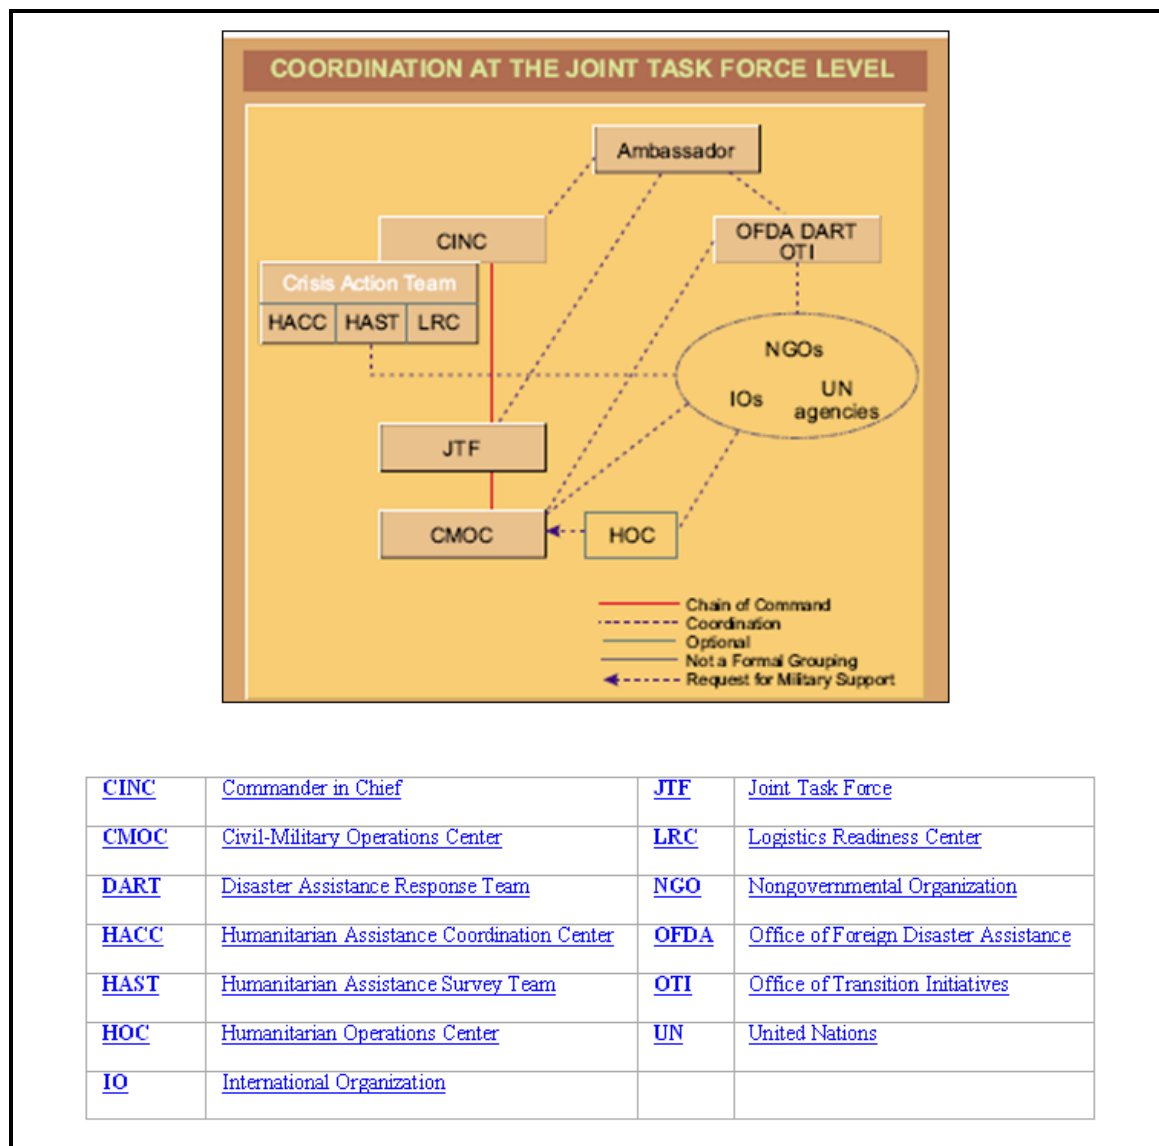 COORDINATION AT THE JOINT TASK FORCE LEVEL
Ambassador
CINC
OFDA DART
OTI
Crisis Action Team
HACC HAST LRC
NGOs
IOs
UN
agencies
JTF
CMOC
HOC
Chain of Command
Coordination
Optional
Not a Formal Grouping
Request for Military Support
CINC Commander in Chief JTF Joint Task Force
CMOC Civil-Military Operations Center LRC Logistics Readiness Center
DART Disaster Assistance Response Team NGO Nongovernmental Organization
HACC Humanitarian Assistance Coordination Center OFDA Office of Foreign Disaster Assistance
HAST Humanitarian Assistance Survey Team OTI Office of Transition Initiatives
HOC Humanitarian Operations Center UN United Nations
IO International Organization